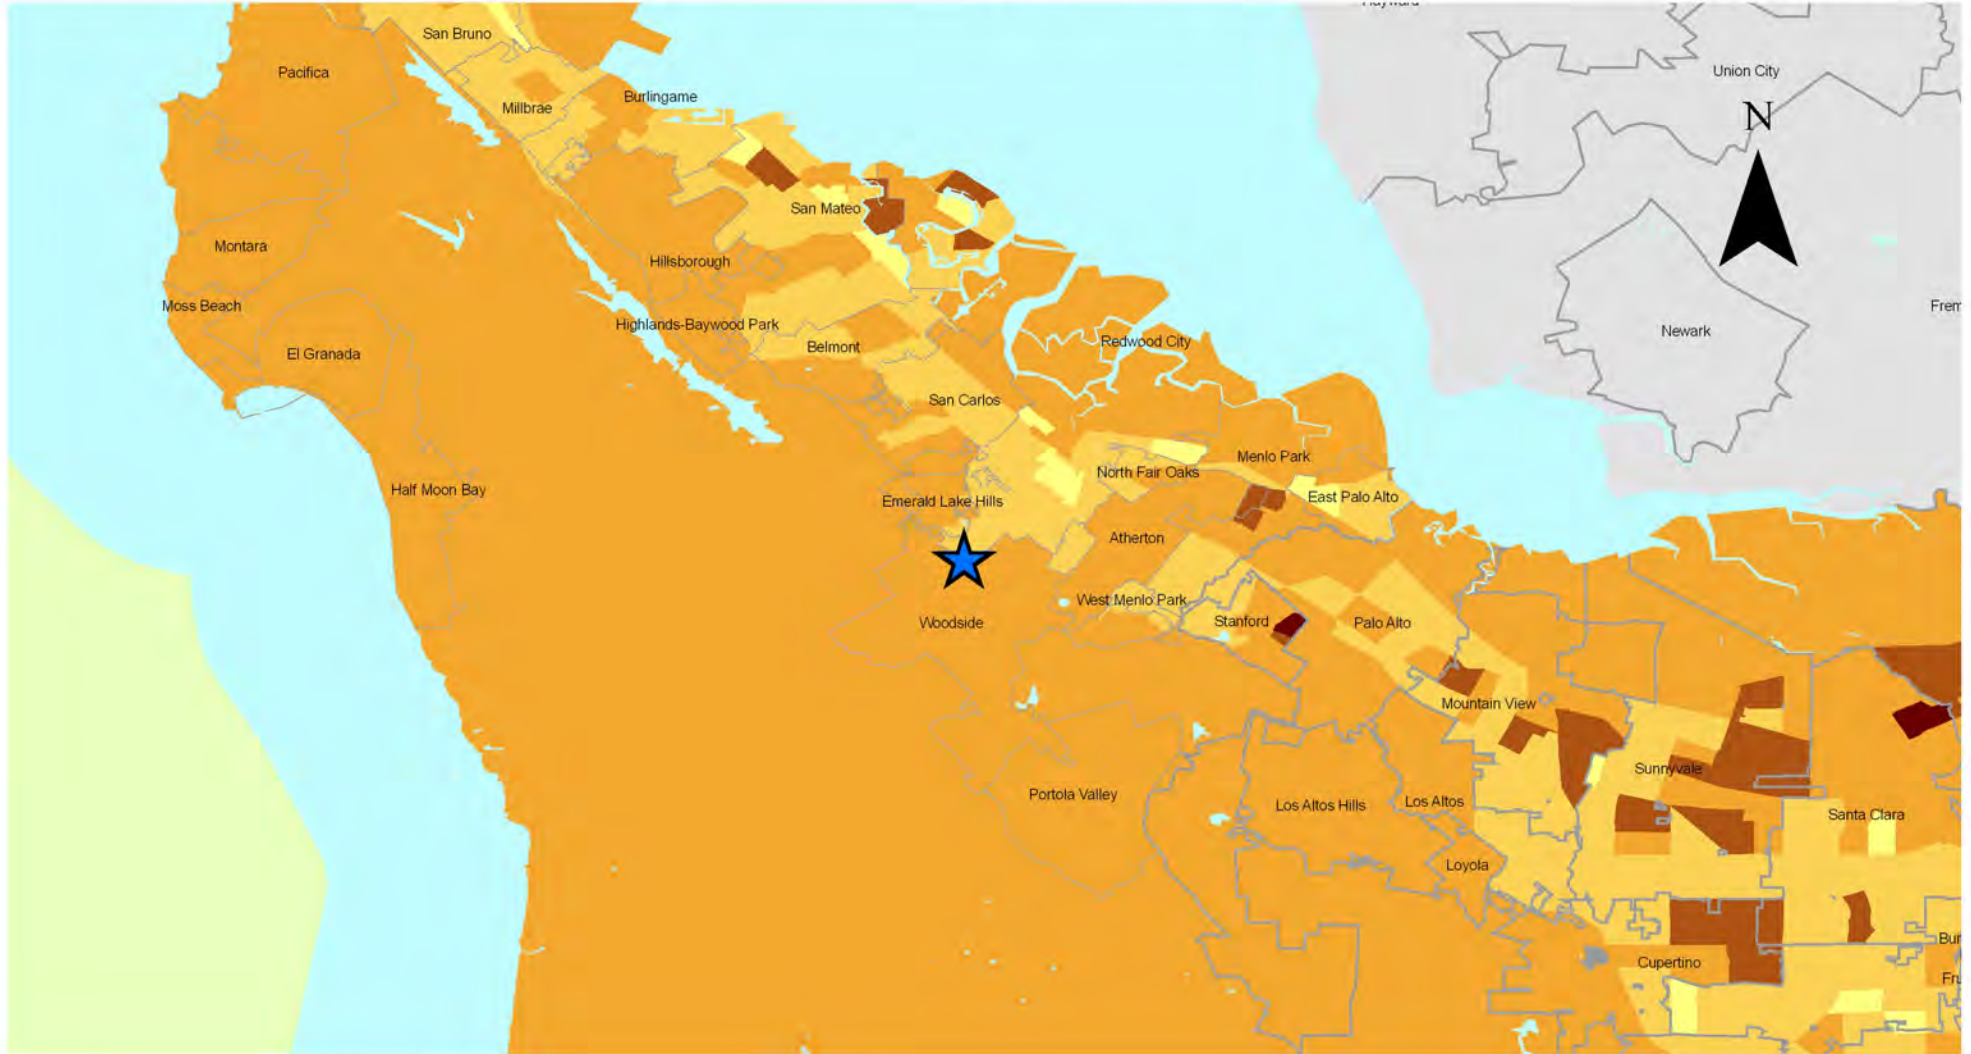 San Bruno
Union City
Pacifica
Burlingame
Millbrae
N
San Mateo
Montara
Hillsborough
Moss Beach
Highlands-Baywood Park
Newark
Redwood City
Belmont
El Granada
San Carlos
Menlo Park
North Fair Oaks
Half Moon Bay
East Palo Alto
Emerald Lake Hills
Atherton
West Menlo Park
Woodside
Stanford
Palo Alto
Mountain View
Sunnyvale
Portola Valley
Los Altos Hills
Los Altos
Santa Clara
Loyola
Cupertino